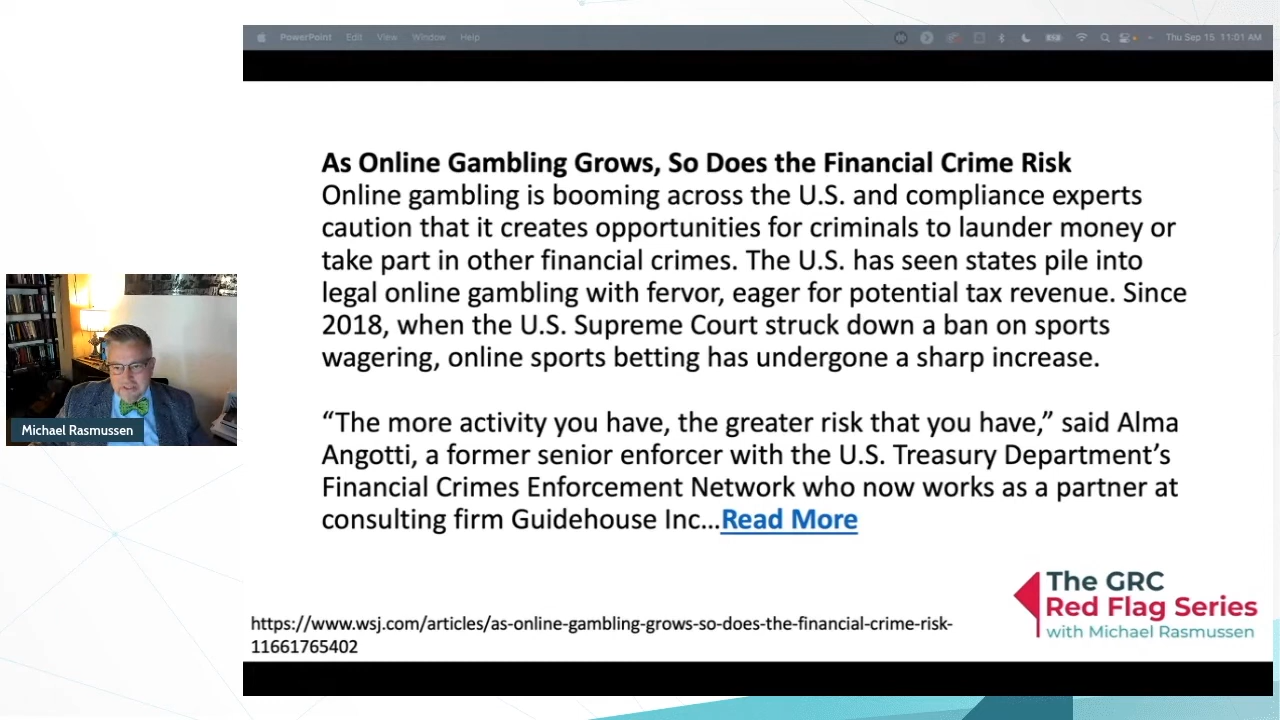 PowerPoint Edit View Window Help Thu Sep 15 11:01 AM
As Online Gambling Grows, So Does the Financial Crime Risk
Online gambling is booming across the U.S. and compliance experts
caution that it creates opportunities for criminals to launder money or
take part in other financial crimes. The U.S. has seen states pile into
legal online gambling with fervor, eager for potential tax revenue. Since
2018, when the U.S. Supreme Court struck down a ban on sports
wagering, online sports betting has undergone a sharp increase.
“The more activity you have, the greater risk that you have,” said Alma
Angotti, a former senior enforcer with the U.S. Treasury Department’s
Financial Crimes Enforcement Network who now works as a partner at
consulting firm Guidehouse Inc…Read More
Michael Rasmussen
The GRC
Red Flag Series
with Michael Rasmussen
https://www.wsj.com/articles/as-online-gambling-grows-so-does-the-financial-crime-risk-
11661765402